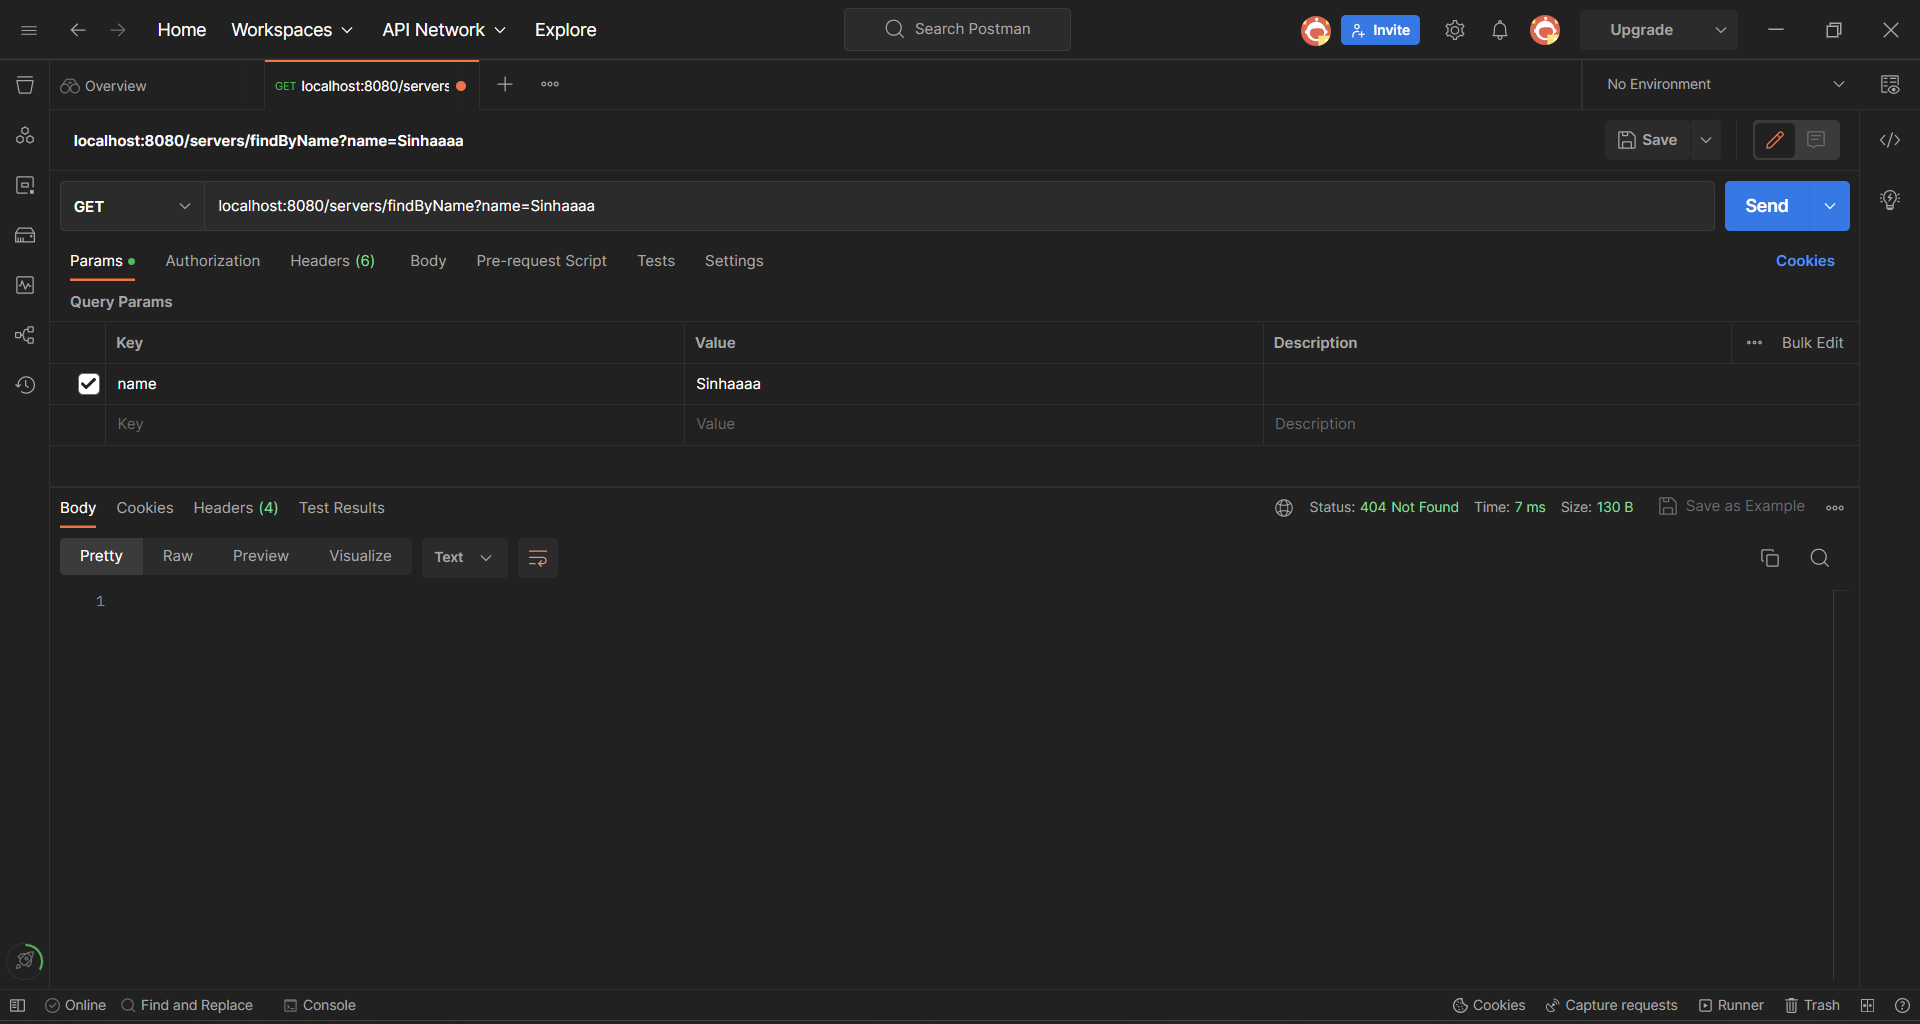 Home Workspaces API Network Explore Search Postman Invite Upgrade
Overview GET localhost:8080/servers No Environment
localhost:8080/servers/findByName?name=Sinhaaaa Save
GET localhost:8080/servers/findByName?name=Sinhaaaa Send
Params Authorization Headers (6) Body Pre-request Script Tests Settings Cookies
Query Params
Key Value Description Bulk Edit
name Sinhaaaa
Key Value Description
Body Cookies Headers (4) Test Results Status: 404 Not Found Time: 7 ms Size: 130 B Save as Example
Pretty Raw Preview Visualize Text
1
Online Find and Replace Console Cookies Capture requests Runner Trash